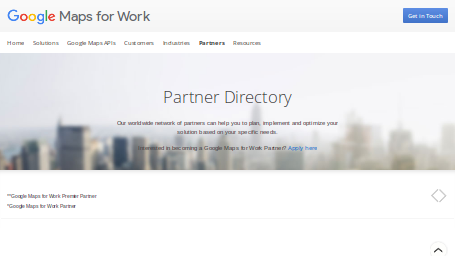 Google Maps for Work
Get in Touch
Home Solutions Google Maps APIs Customers Industries Partners Resources
Partner Directory
Our worldwide network of partners can help you to plan, implement and optimize your
solution based on your specific needs.
Interested in becoming a Google Maps for Work Partner? Apply here
**Google Maps for Work Premier Partner
*Google Maps for Work Partner